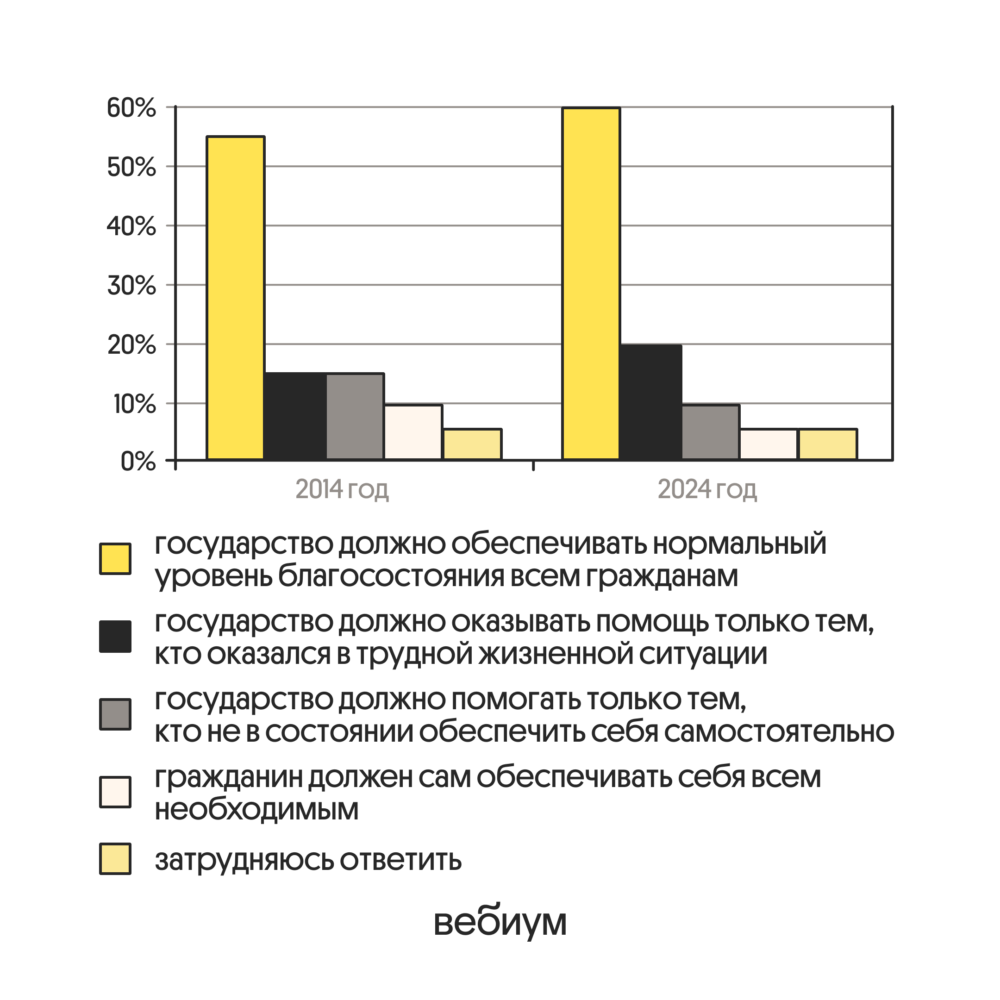 60%
50%
40%
30%
20%
10%
0%
2014 год
2024 год
государство должно обеспечивать нормальный
уровень благосостояния всем гражданам
государство должно оказывать помощь только тем,
кто оказался в трудной жизненной ситуации
государство должно помогать только тем,
кто не в состоянии обеспечить себя самостоятельно
гражданин должен сам обеспечивать себя всем
необходимым
затрудняюсь ответить
вебиум